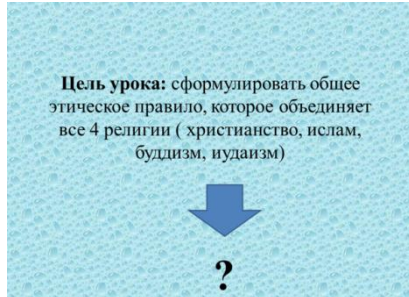 Цель урока: сформулировать общее
этическое правило, которое объединяет
все 4 религии ( христианство, ислам,
буддизм, иудаизм)
?